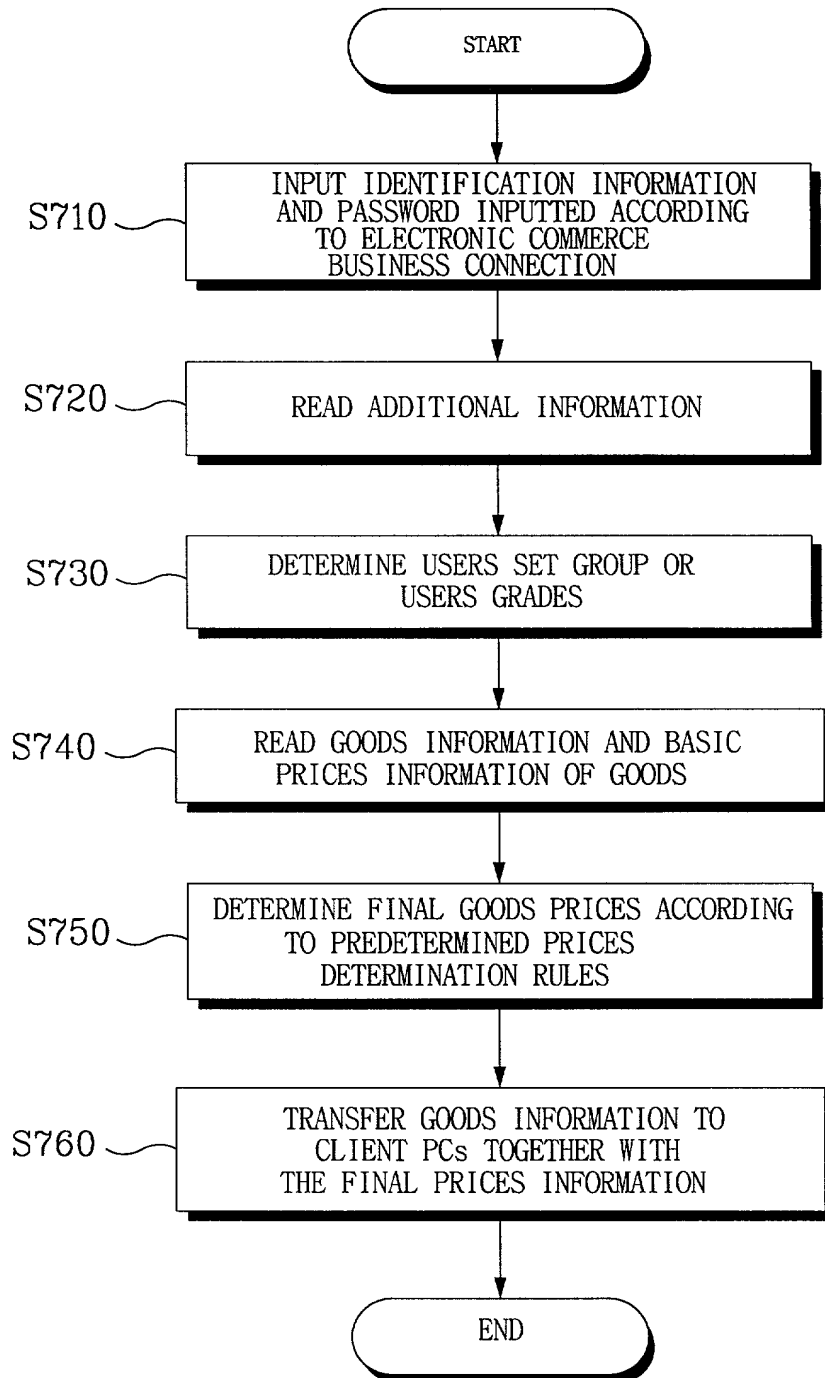 START
S710
INPUT IDENTIFICATION INFORMATION
AND PASSWORD INPUTTED ACCORDING
TO ELECTRONIC COMMERCE
BUSINESS CONNECTION
S720
READ ADDITIONAL INFORMATION
S730
DETERMINE USERS SET GROUP OR
USERS GRADES
S740
READ GOODS INFORMATION AND BASIC
PRICES INFORMATION OF GOODS
S750
DETERMINE FINAL GOODS PRICES ACCORDING
TO PREDETERMINED PRICES
DETERMINATION RULES
S760
TRANSFER GOODS INFORMATION TO
CLIENT PCs TOGETHER WITH
THE FINAL PRICES INFORMATION
END